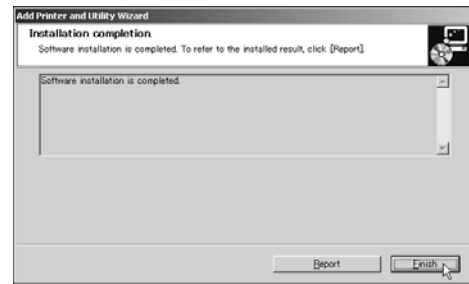 Add Printer and Utility Wizard
Installation completion.
Software installation is completed. To refer to the installed result, click [Report].
Software installation is completed.
Report
Finish